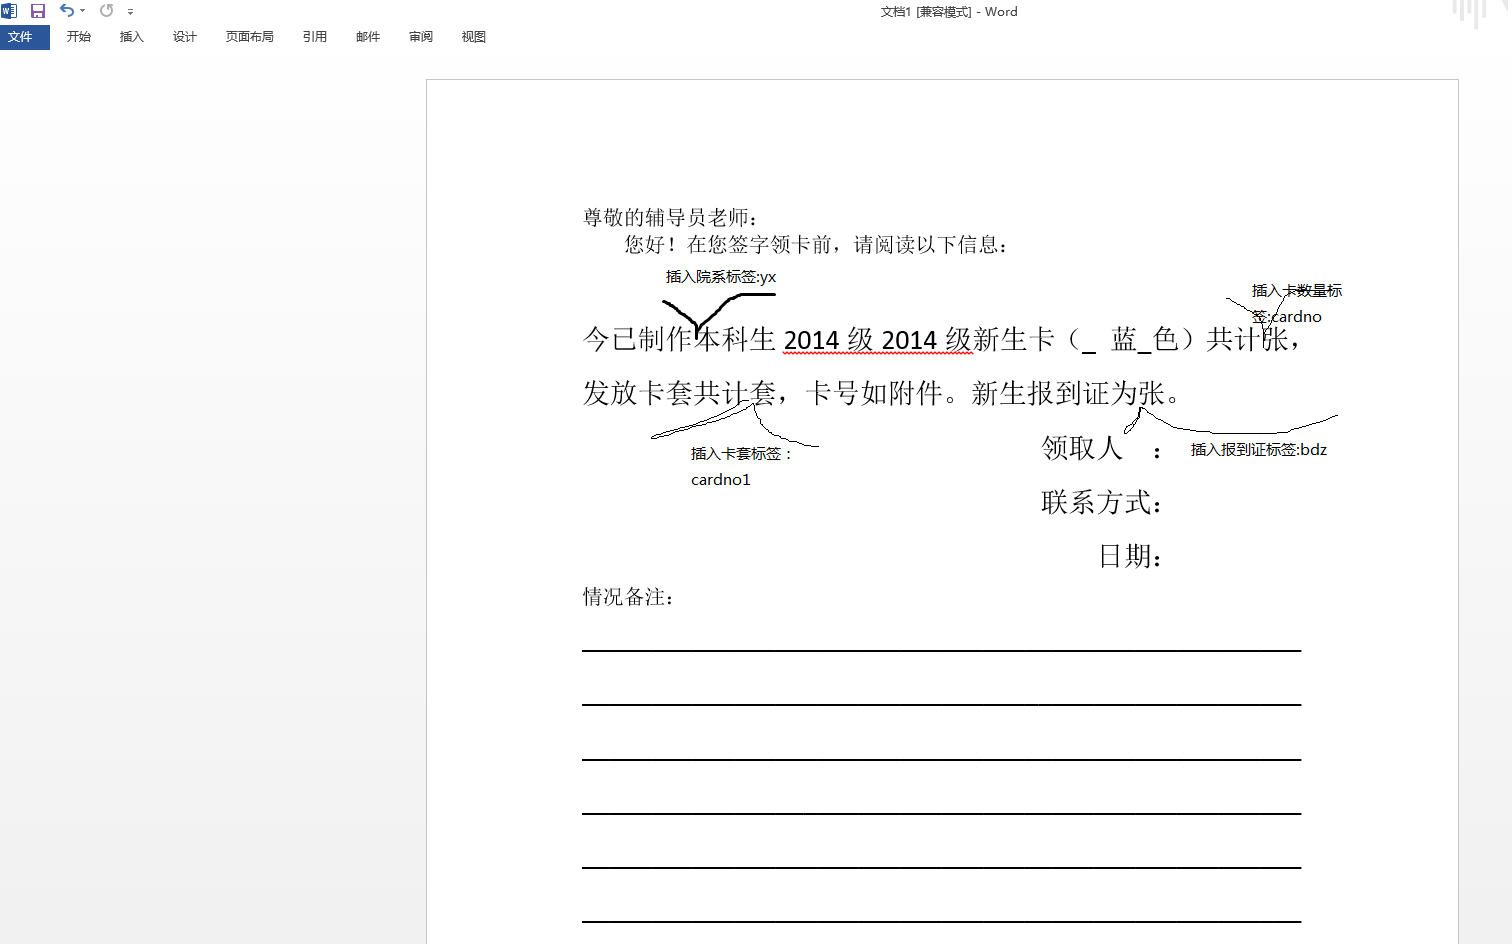 文档1 [兼容模式] - Word
文件 开始 插入 设计 页面布局 引用 邮件 审阅 视图
尊敬的辅导员老师：
您好！在您签字领卡前，请阅读以下信息：
插入院系标签:yx
插入卡数量标
签:cardno
今已制作本科生 2014 级 2014 级新生卡（_ 蓝_色）共计张，
发放卡套共计套，卡号如附件。新生报到证为张。
领取人 ：
插入报到证标签:bdz
插入卡套标签：
cardno1
联系方式：
日期：
情况备注：